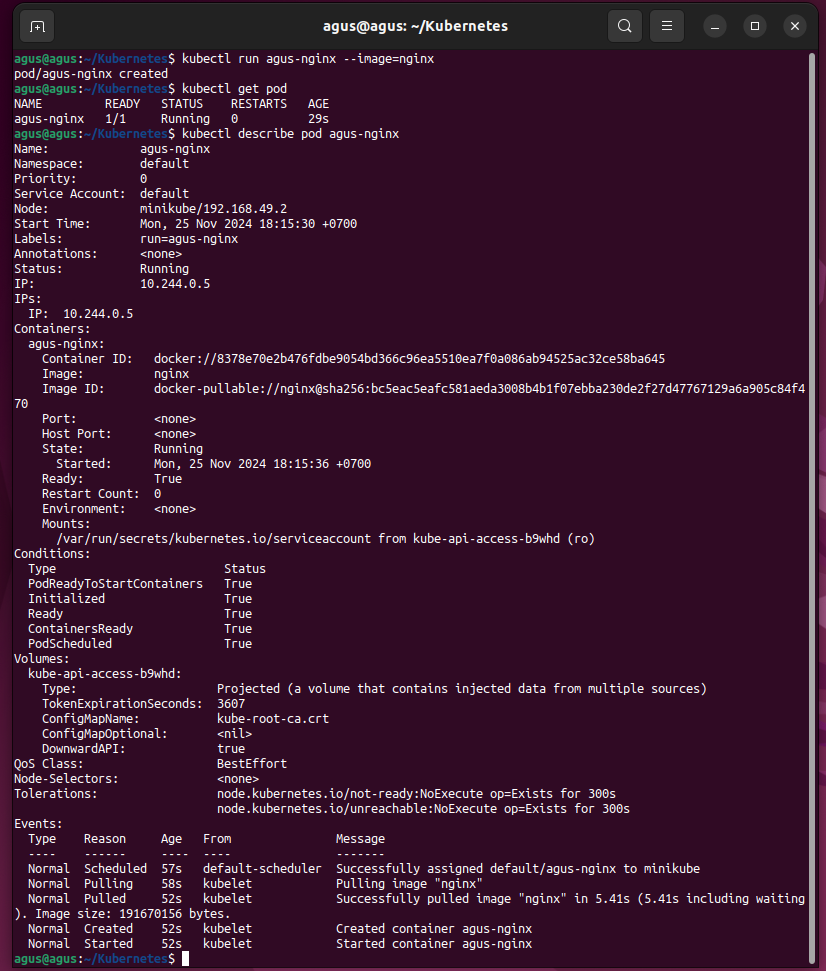 agus@agus: ~/Kubernetes
agus@agus:~/Kubernetes$ kubectl run agus-nginx --image=nginx
pod/agus-nginx created
agus@agus:~/Kubernetes$ kubectl get pod
NAME         READY   STATUS    RESTARTS   AGE
agus-nginx   1/1     Running   0          29s
agus@agus:~/Kubernetes$ kubectl describe pod agus-nginx
Name:             agus-nginx
Namespace:        default
Priority:         0
Service Account:  default
Node:             minikube/192.168.49.2
Start Time:       Mon, 25 Nov 2024 18:15:30 +0700
Labels:           run=agus-nginx
Annotations:      <none>
Status:           Running
IP:               10.244.0.5
IPs:
  IP:  10.244.0.5
Containers:
  agus-nginx:
    Container ID:   docker://8378e70e2b476fdbe9054bd366c96ea5510ea7f0a086ab94525ac32ce58ba645
    Image:          nginx
    Image ID:       docker-pullable://nginx@sha256:bc5eac5eafc581aeda3008b4b1f07ebba230de2f27d47767129a6a905c84f4
70
    Port:           <none>
    Host Port:      <none>
    State:          Running
      Started:      Mon, 25 Nov 2024 18:15:36 +0700
    Ready:          True
    Restart Count:  0
    Environment:    <none>
    Mounts:
      /var/run/secrets/kubernetes.io/serviceaccount from kube-api-access-b9whd (ro)
Conditions:
  Type                        Status
  PodReadyToStartContainers   True
  Initialized                 True
  Ready                       True
  ContainersReady             True
  PodScheduled                True
Volumes:
  kube-api-access-b9whd:
    Type:                    Projected (a volume that contains injected data from multiple sources)
    TokenExpirationSeconds:  3607
    ConfigMapName:           kube-root-ca.crt
    ConfigMapOptional:       <nil>
    DownwardAPI:             true
QoS Class:                   BestEffort
Node-Selectors:              <none>
Tolerations:                 node.kubernetes.io/not-ready:NoExecute op=Exists for 300s
                             node.kubernetes.io/unreachable:NoExecute op=Exists for 300s
Events:
  Type    Reason     Age   From               Message
  ----    ------     ----  ----               -------
  Normal  Scheduled  57s   default-scheduler  Successfully assigned default/agus-nginx to minikube
  Normal  Pulling    58s   kubelet            Pulling image "nginx"
  Normal  Pulled     52s   kubelet            Successfully pulled image "nginx" in 5.41s (5.41s including waiting
). Image size: 191670156 bytes.
  Normal  Created    52s   kubelet            Created container agus-nginx
  Normal  Started    52s   kubelet            Started container agus-nginx
agus@agus:~/Kubernetes$